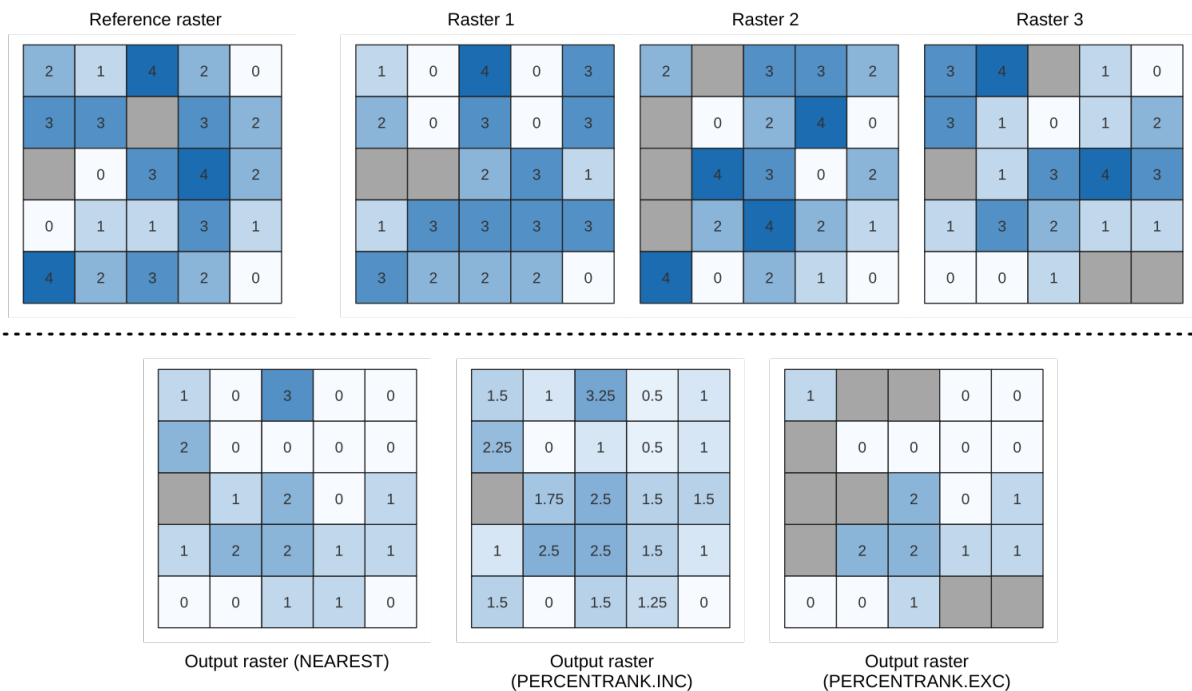 Reference raster Raster 1 Raster 2 Raster 3
2 1 4 2 0 1 0 4 0 3 2 3 3 2 3 4 1 0
3 3 3 2 2 0 3 0 3 0 2 4 0 3 1 0 1 2
0 3 4 2 2 3 1 4 3 0 2 1 3 4 3
0 1 1 3 1 1 3 3 3 3 2 4 2 1 1 3 2 1 1
4 2 3 2 0 3 2 2 2 0 4 0 2 1 0 0 0 1
1 0 3 0 0 1.5 1 3.25 0.5 1 1 0 0
2 0 0 0 0 2.25 0 1 0.5 1 0 0 0 0
1 2 0 1 1.75 2.5 1.5 1.5 2 0 1
1 2 2 1 1 1 2.5 2.5 1.5 1 2 2 1 1
0 0 1 1 0 1.5 0 1.5 1.25 0 0 0 1
Output raster (NEAREST) Output raster Output raster
(PERCENTRANK.INC) (PERCENTRANK.EXC)